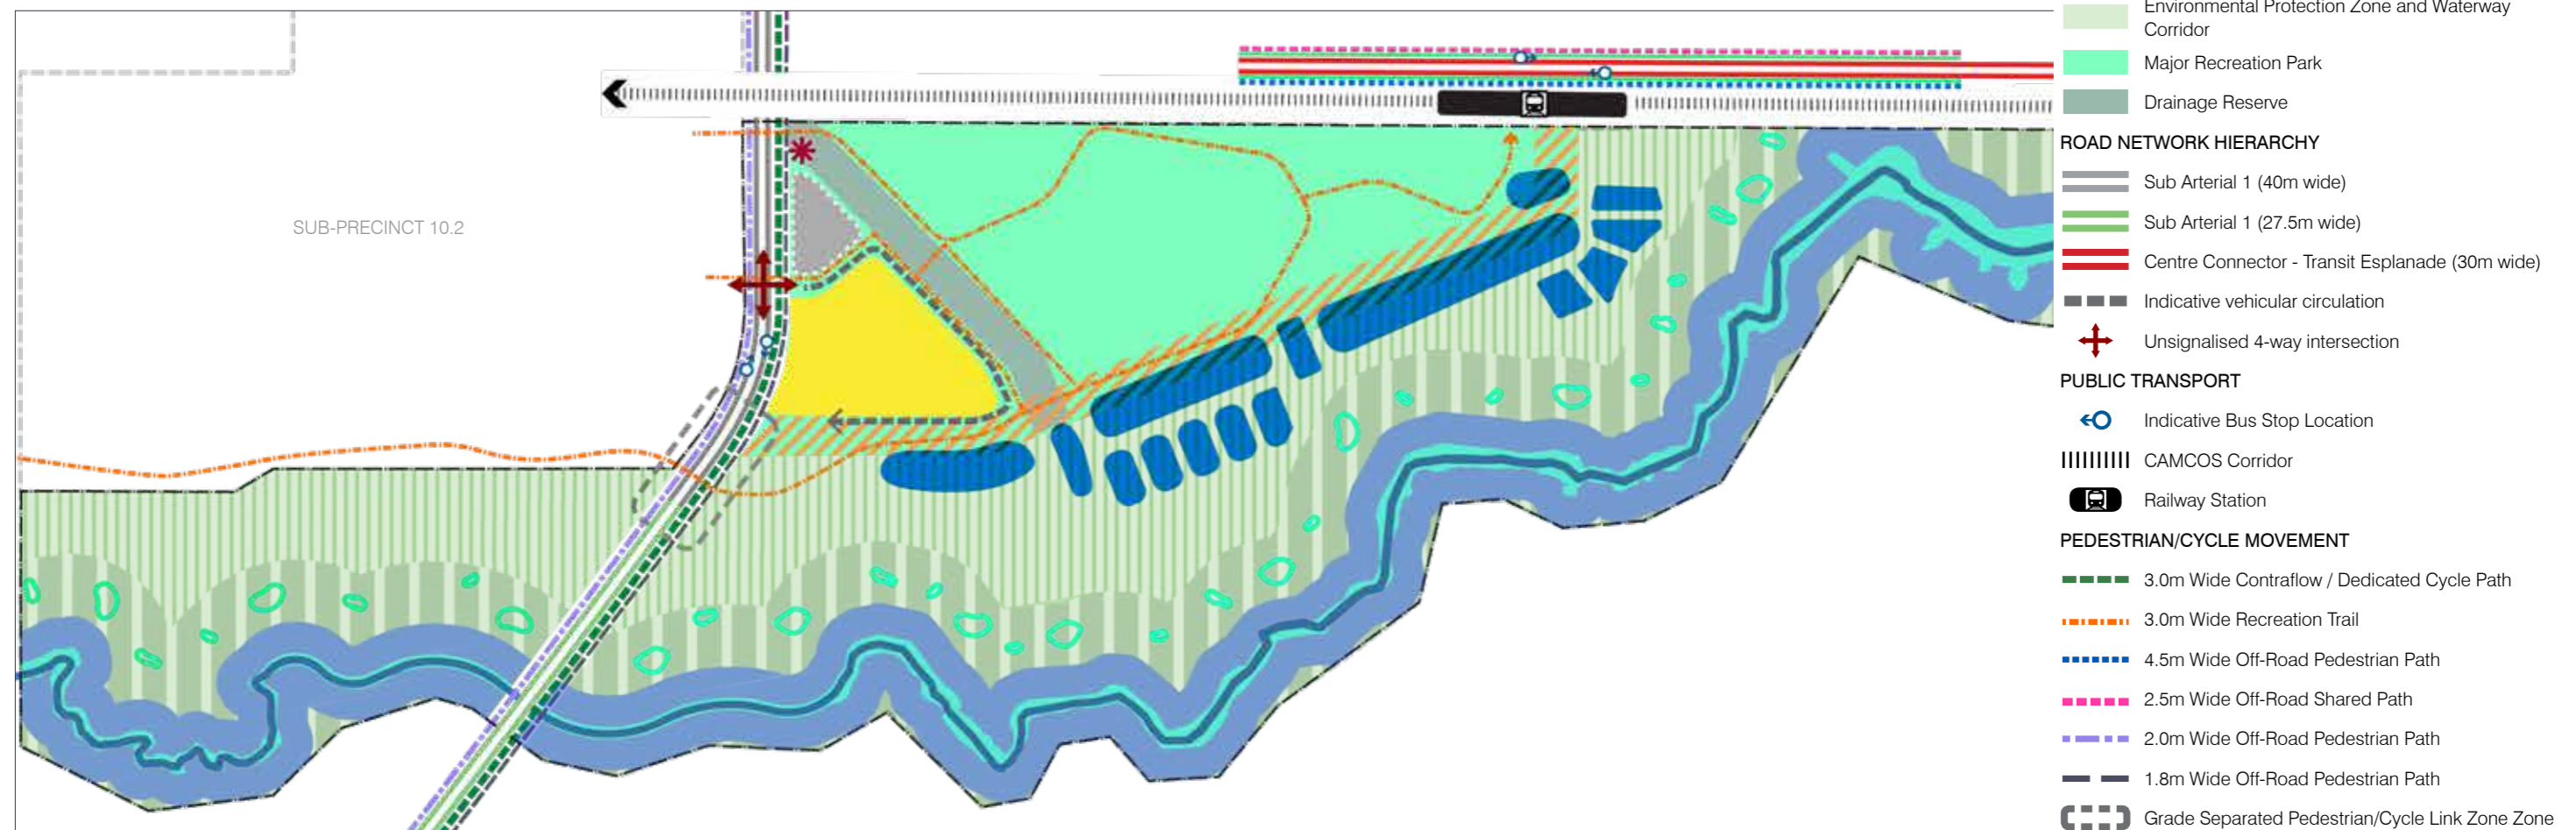 SUB-PRECINCT 10.2
Environmental Protection Zone and Waterway
Corridor
Major Recreation Park
Drainage Reserve
ROAD NETWORK HIERARCHY
Sub Arterial 1 (40m wide)
Sub Arterial 1 (27.5m wide)
Centre Connector - Transit Esplanade (30m wide)
Indicative vehicular circulation
Unsignalised 4-way intersection
PUBLIC TRANSPORT
Indicative Bus Stop Location
CAMCOS Corridor
Railway Station
PEDESTRIAN/CYCLE MOVEMENT
3.0m Wide Contraflow / Dedicated Cycle Path
3.0m Wide Recreation Trail
4.5m Wide Off-Road Pedestrian Path
2.5m Wide Off-Road Shared Path
2.0m Wide Off-Road Pedestrian Path
1.8m Wide Off-Road Pedestrian Path
Grade Separated Pedestrian/Cycle Link Zone Zone